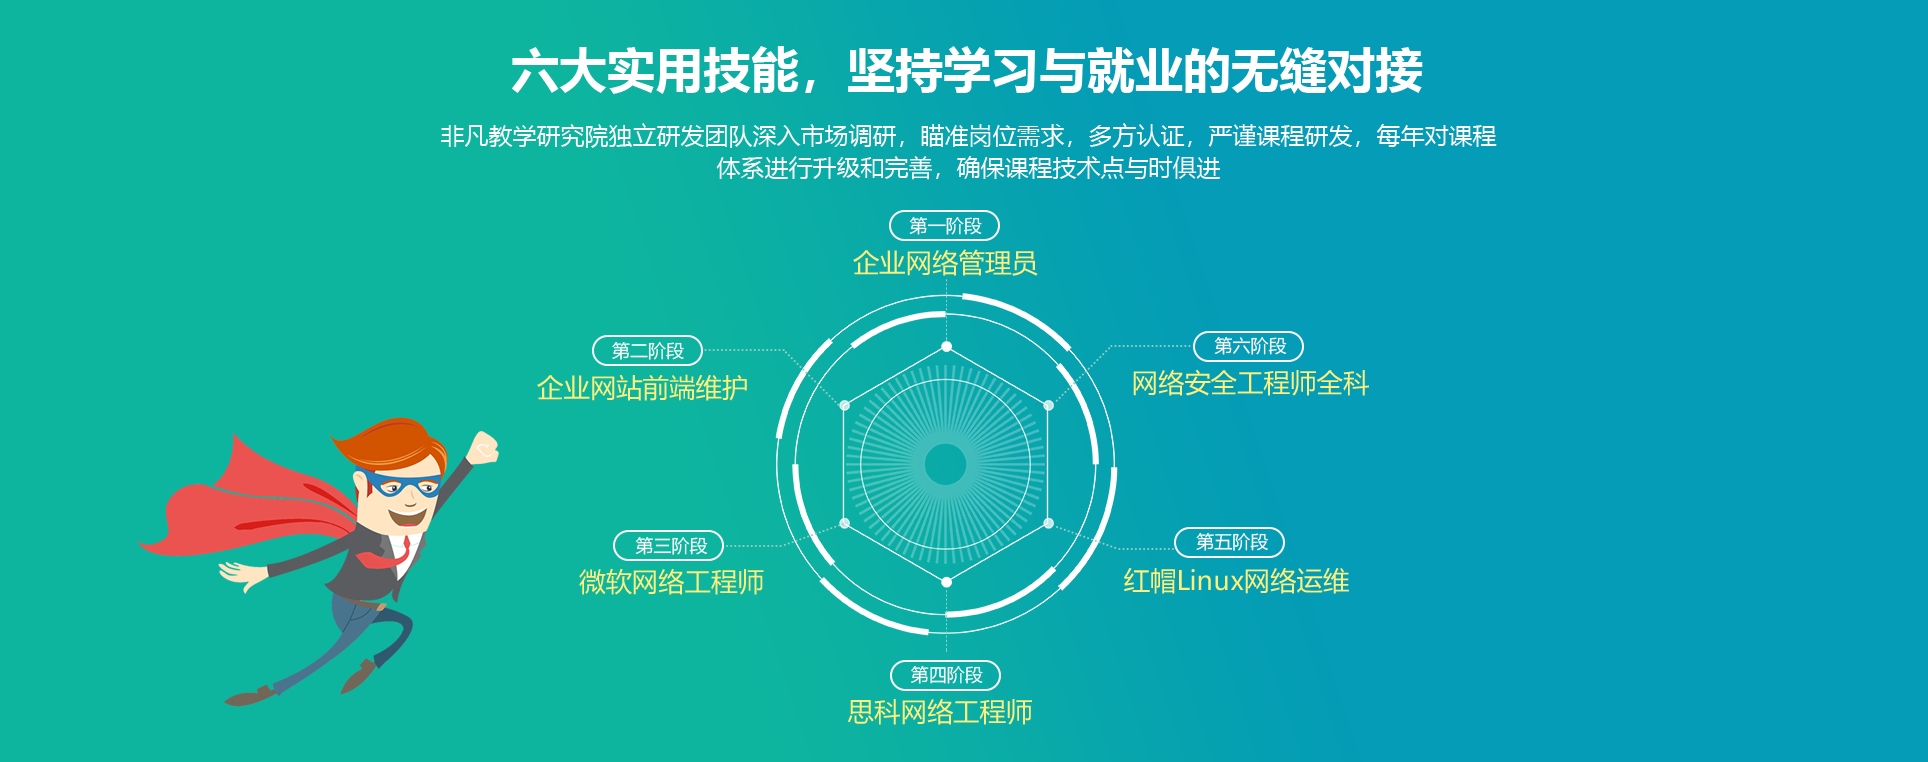 六大实用技能，坚持学习与就业的无缝对接
非凡教学研究院独立研发团队深入市场调研，瞄准岗位需求，多方认证，严谨课程研发，每年对课程
体系进行升级和完善，确保课程技术点与时俱进
第一阶段
企业网络管理员
第二阶段
企业网站前端维护
第三阶段
微软网络工程师
第四阶段
思科网络工程师
第五阶段
红帽Linux网络运维
第六阶段
网络安全工程师全科